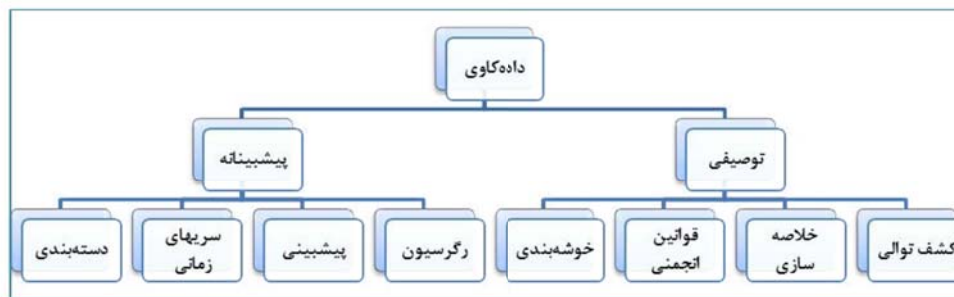 داده‌کاوی
توصیفی
پیشبینانه
کشف توالی
خلاصه
سازی
قوانین
انجمنی
خوشه‌بندی
رگرسیون
پیشبینی
سریهای
زمانی
دسته‌بندی